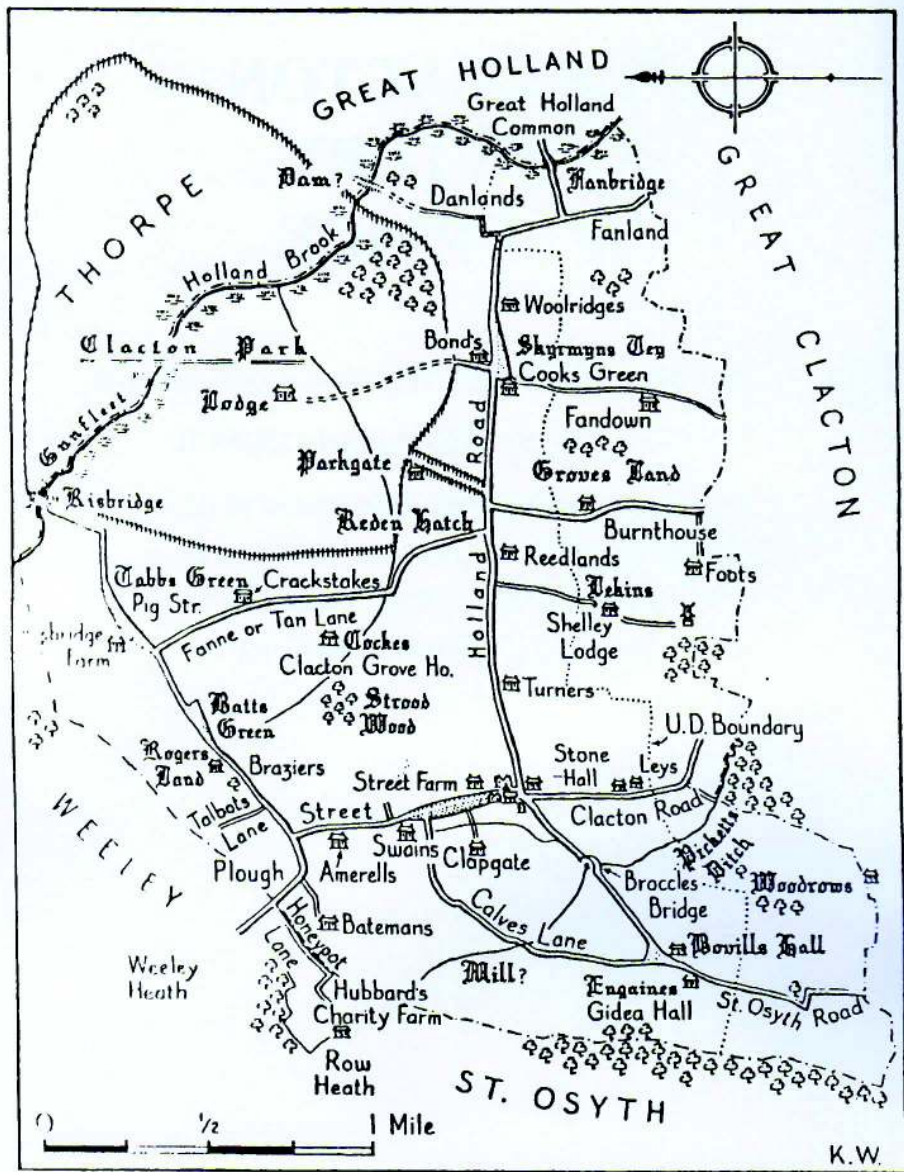 GREAT HOLLAND
Great Holland
Common
GREAT CLACTON
THORPE
Dam?
Danlands
Hanbridge
Fanland
Holland Brook
Woolridges
Clacton Park
Bond's
Skyrmyns Tey
Cooks Green
Lodge
Gunfleet
Fandown
Road
Parkgate
Groves Land
Risbridge
Reden Hatch
Burnthouse
Tabbs Green
Pig Str.
Crackstakes
Reedlands
Foots
Lekins
Holland
Shelley
Lodge
Fanne or Tan Lane
Farm
Cockes
Clacton Grove Ho.
Batts
Green
Strood
Wood
Turners
U.D. Boundary
Rogers
Land
Braziers
Street Farm
Stone
Hall
Leys
Talbots
Lane
Street
Clacton Road
WEELEY
Plough
Swains
Clapgate
Amerells
Picketts
Ditch
Broccles
Bridge
Woodrows
Honeypot
Lane
Batemans
Calves Lane
Bovills Hall
Weeley
Heath
Mill?
Hubbard's
Charity Farm
Engaines
Gidea Hall
St. Osyth Road
Row
Heath
ST. OSYTH
0 1/2 1 Mile
K.W.